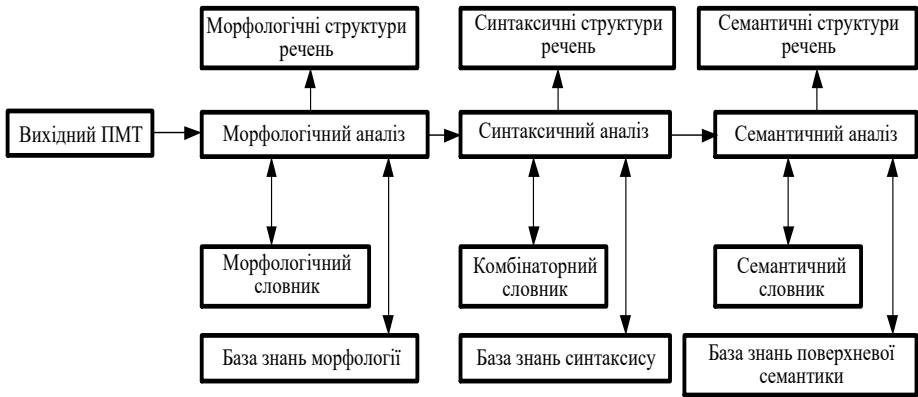 Морфологічні структури
речень
Синтаксичні структури
речень
Семантичні структури
речень
Вихідний ПМТ
Морфологічний аналіз
Синтаксичний аналіз
Семантичний аналіз
Морфологічний
словник
Комбінаторний
словник
Семантичний
словник
База знань морфології
База знань синтаксису
База знань поверхневої
семантики